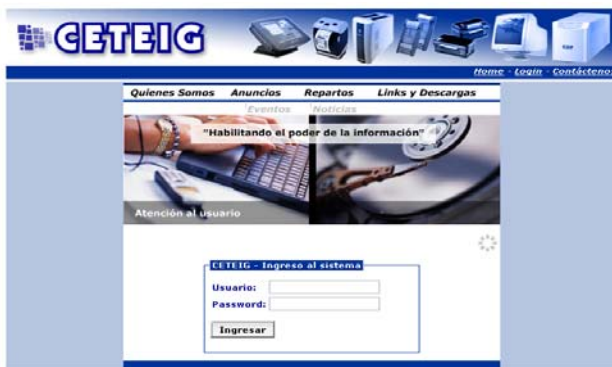 CETEIG
Home - Login - Contácteno
Quienes Somos Anuncios Repartos Links y Descargas
Eventos Noticias
"Habilitando el poder de la información"
Atención al usuario
CETEIG - Ingreso al sistema
Usuario:
Password:
Ingresar